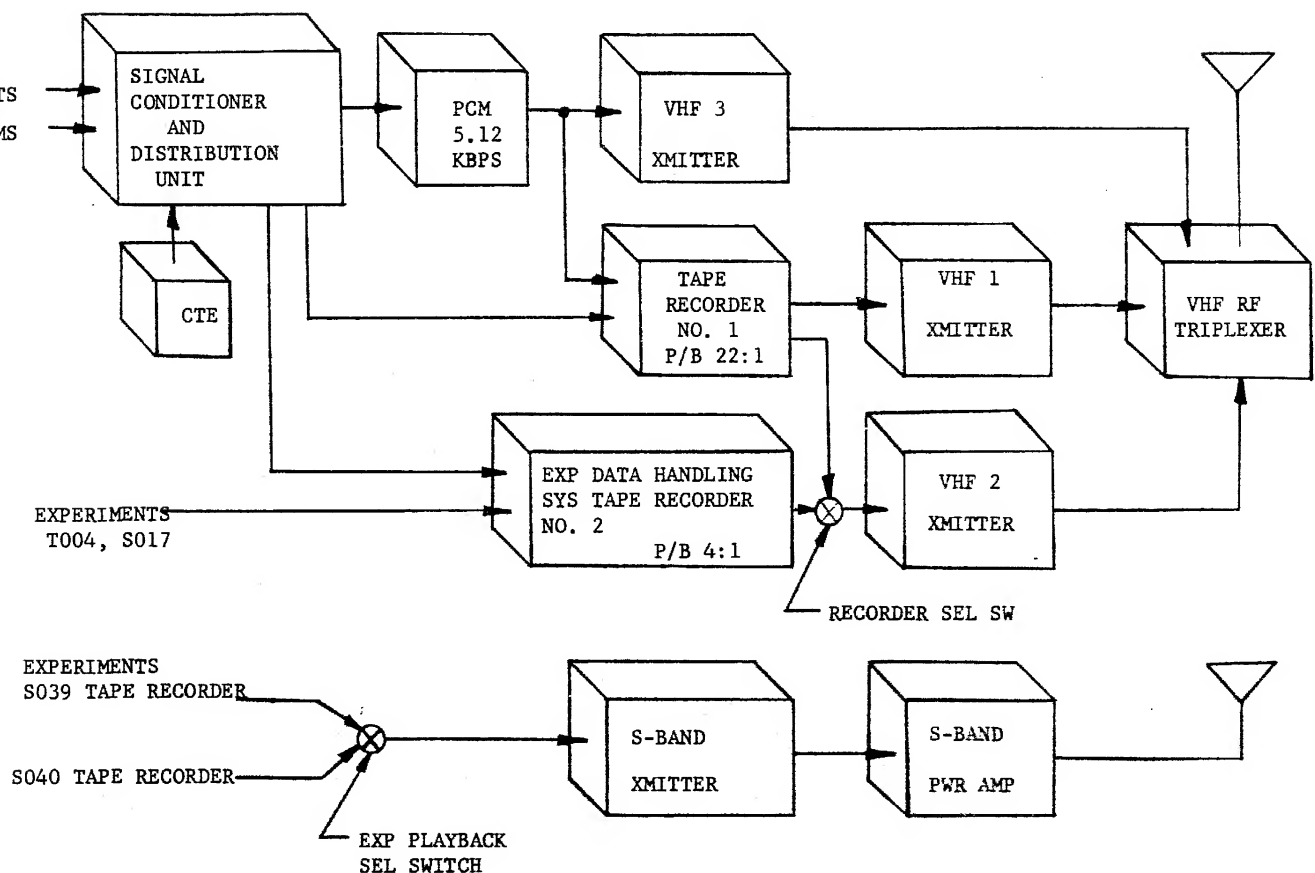 SIGNAL
CONDITIONER
AND
DISTRIBUTION
UNIT
TS
MS
PCM
5.12
KBPS
VHF 3
XMITTER
CTE
TAPE
RECORDER
NO. 1
P/B 22:1
VHF 1
XMITTER
VHF RF
TRIPLEXER
EXP DATA HANDLING
SYS TAPE RECORDER
NO. 2
P/B 4:1
VHF 2
XMITTER
EXPERIMENTS
T004, S017
RECORDER SEL SW
EXPERIMENTS
S039 TAPE RECORDER
S040 TAPE RECORDER
EXP PLAYBACK
SEL SWITCH
S-BAND
XMITTER
S-BAND
PWR AMP